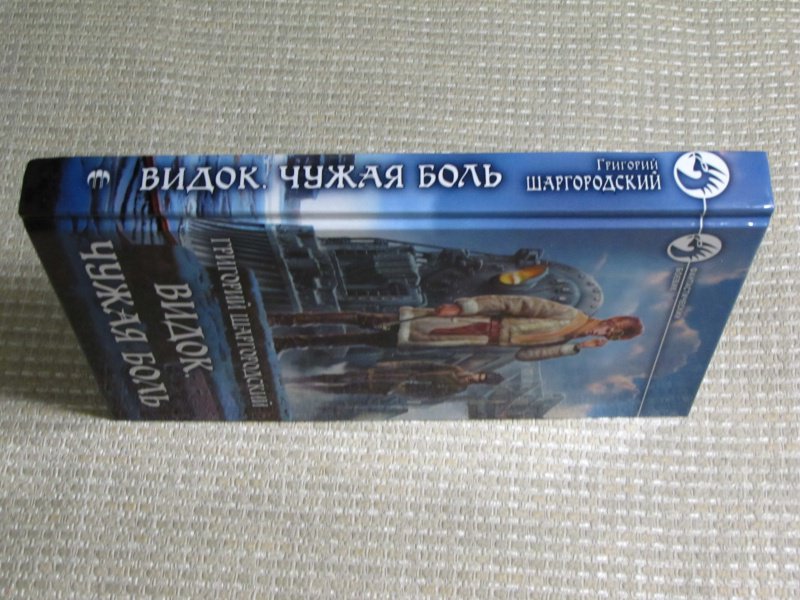 З
ВИДОК. ЧУЖАЯ БОЛЬ
ГРИГОРИЙ
ШАРГОРОДСКИЙ
ГРИГОРИЙ ШАРГОРОДСКИЙ
ВИДОК.
ЧУЖАЯ БОЛЬ